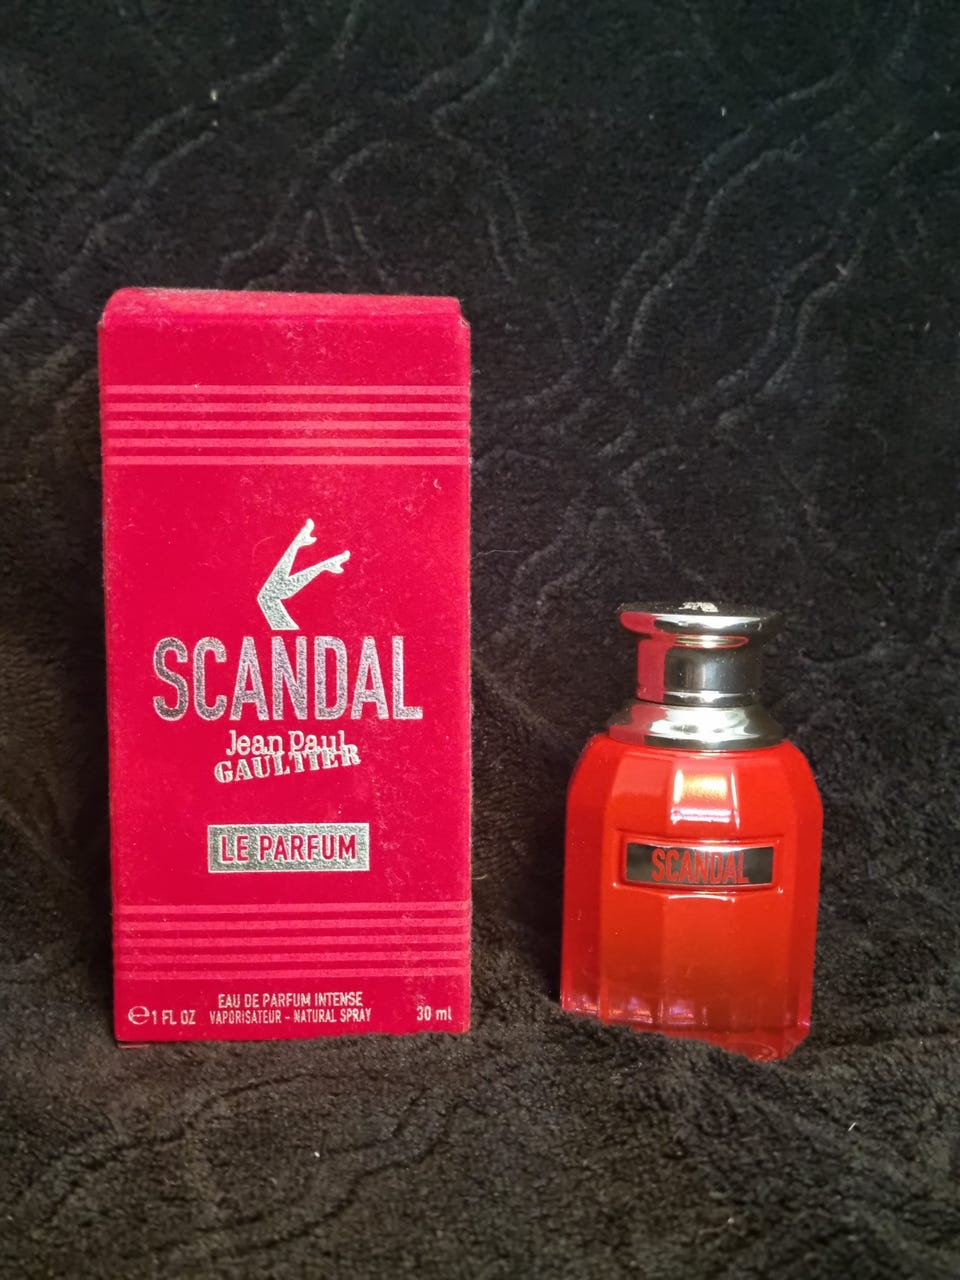 SCANDAL
Jean Paul
GAULTIER
LE PARFUM
EAU DE PARFUM INTENSE
℮1 FL OZ VAPORISATEUR - NATURAL SPRAY 30 ml
SCANDAL